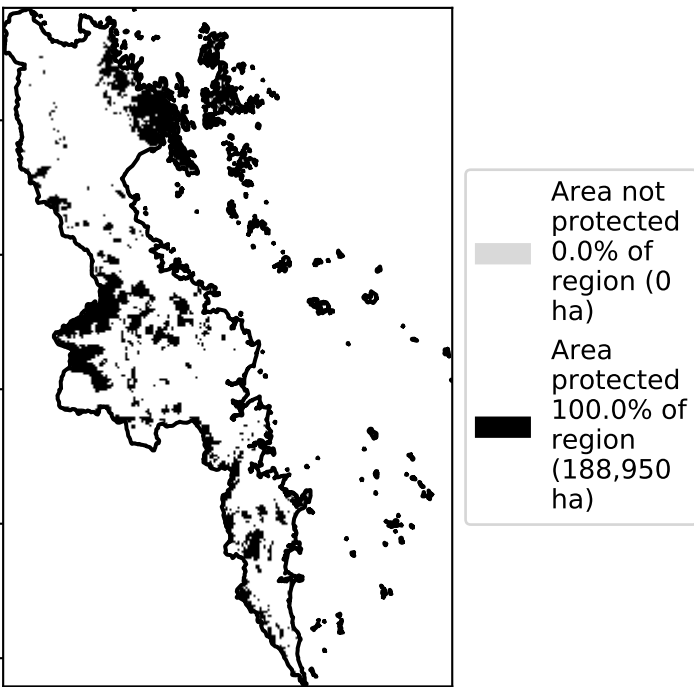 Area not
protected
0.0% of
region (0
ha)
Area
protected
100.0% of
region
(188,950
ha)